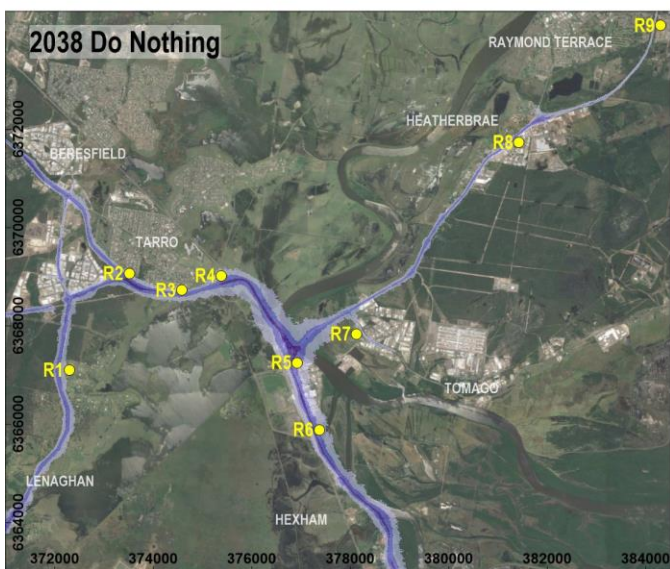 2038 Do Nothing
R9
RAYMOND TERRACE
HEATHERBRAE
R8
BERESFIELD
TARRO
R2
R3
R4
R7
R5
R1
TOMAGO
R6
LENAGHAN
HEXHAM
6372000
6370000
6368000
6366000
6364000
372000 374000 376000 378000 380000 382000 384000